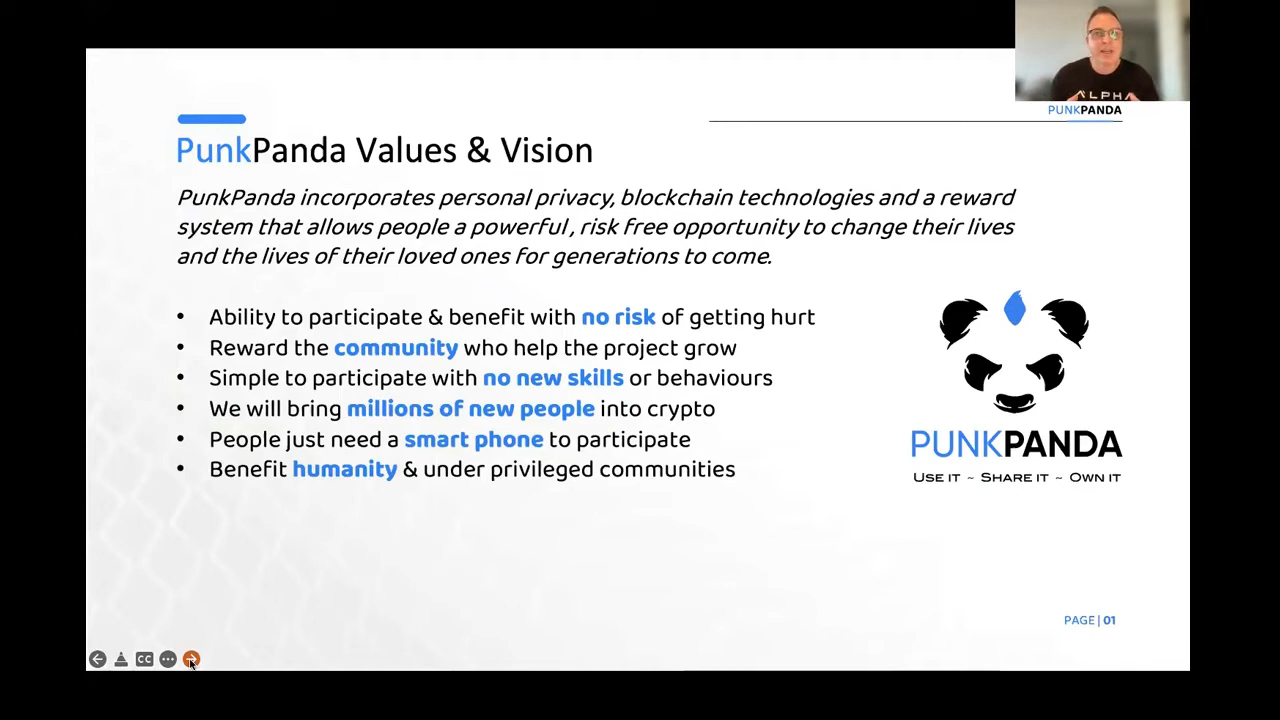 ALPHA
PUNKPANDA
PunkPanda Values & Vision
PunkPanda incorporates personal privacy, blockchain technologies and a reward
system that allows people a powerful , risk free opportunity to change their lives
and the lives of their loved ones for generations to come.
• Ability to participate & benefit with no risk of getting hurt
• Reward the community who help the project grow
• Simple to participate with no new skills or behaviours
• We will bring millions of new people into crypto
• People just need a smart phone to participate
• Benefit humanity & under privileged communities
PUNKPANDA
USE IT ~ SHARE IT ~ OWN IT
PAGE | 01
CC